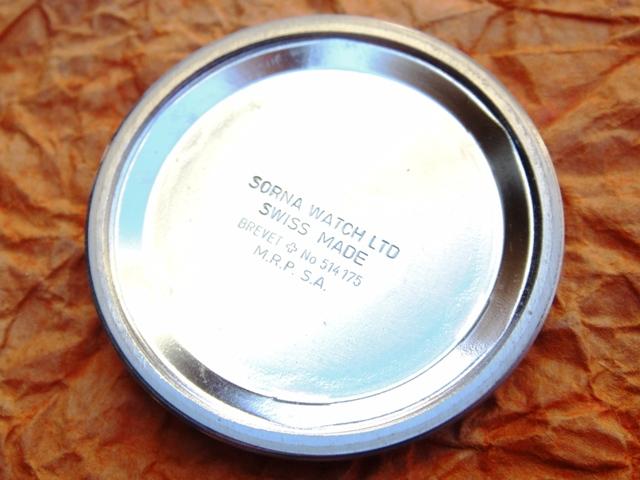 SORNA WATCH LTD
SWISS MADE
BREVET ✚ No 514175
M.R.P. S.A.